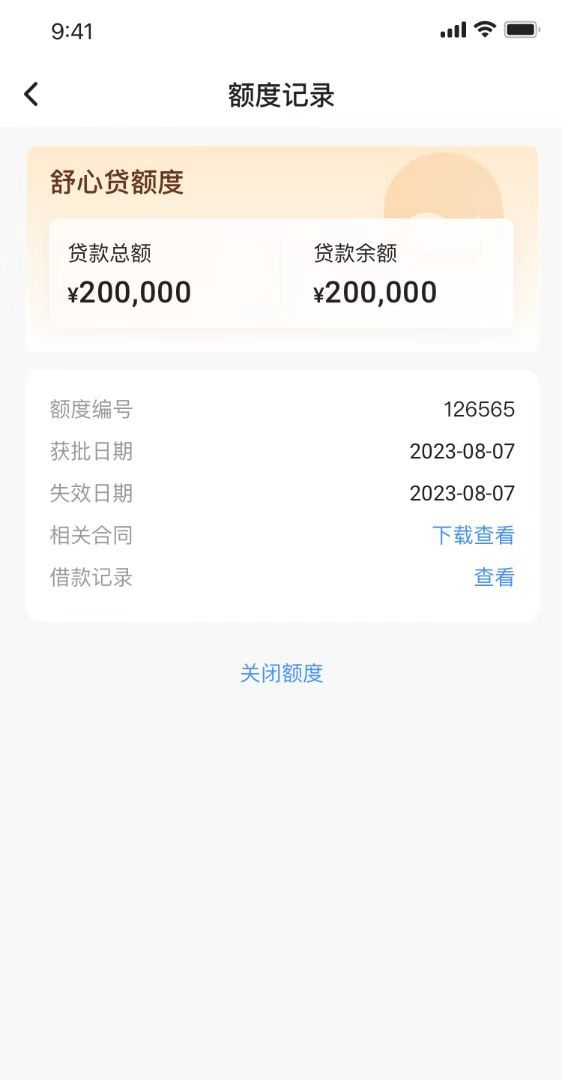 9:41
额度记录
舒心贷额度
贷款总额 贷款余额
¥200,000 ¥200,000
额度编号 126565
获批日期 2023-08-07
失效日期 2023-08-07
相关合同 下载查看
借款记录 查看
关闭额度